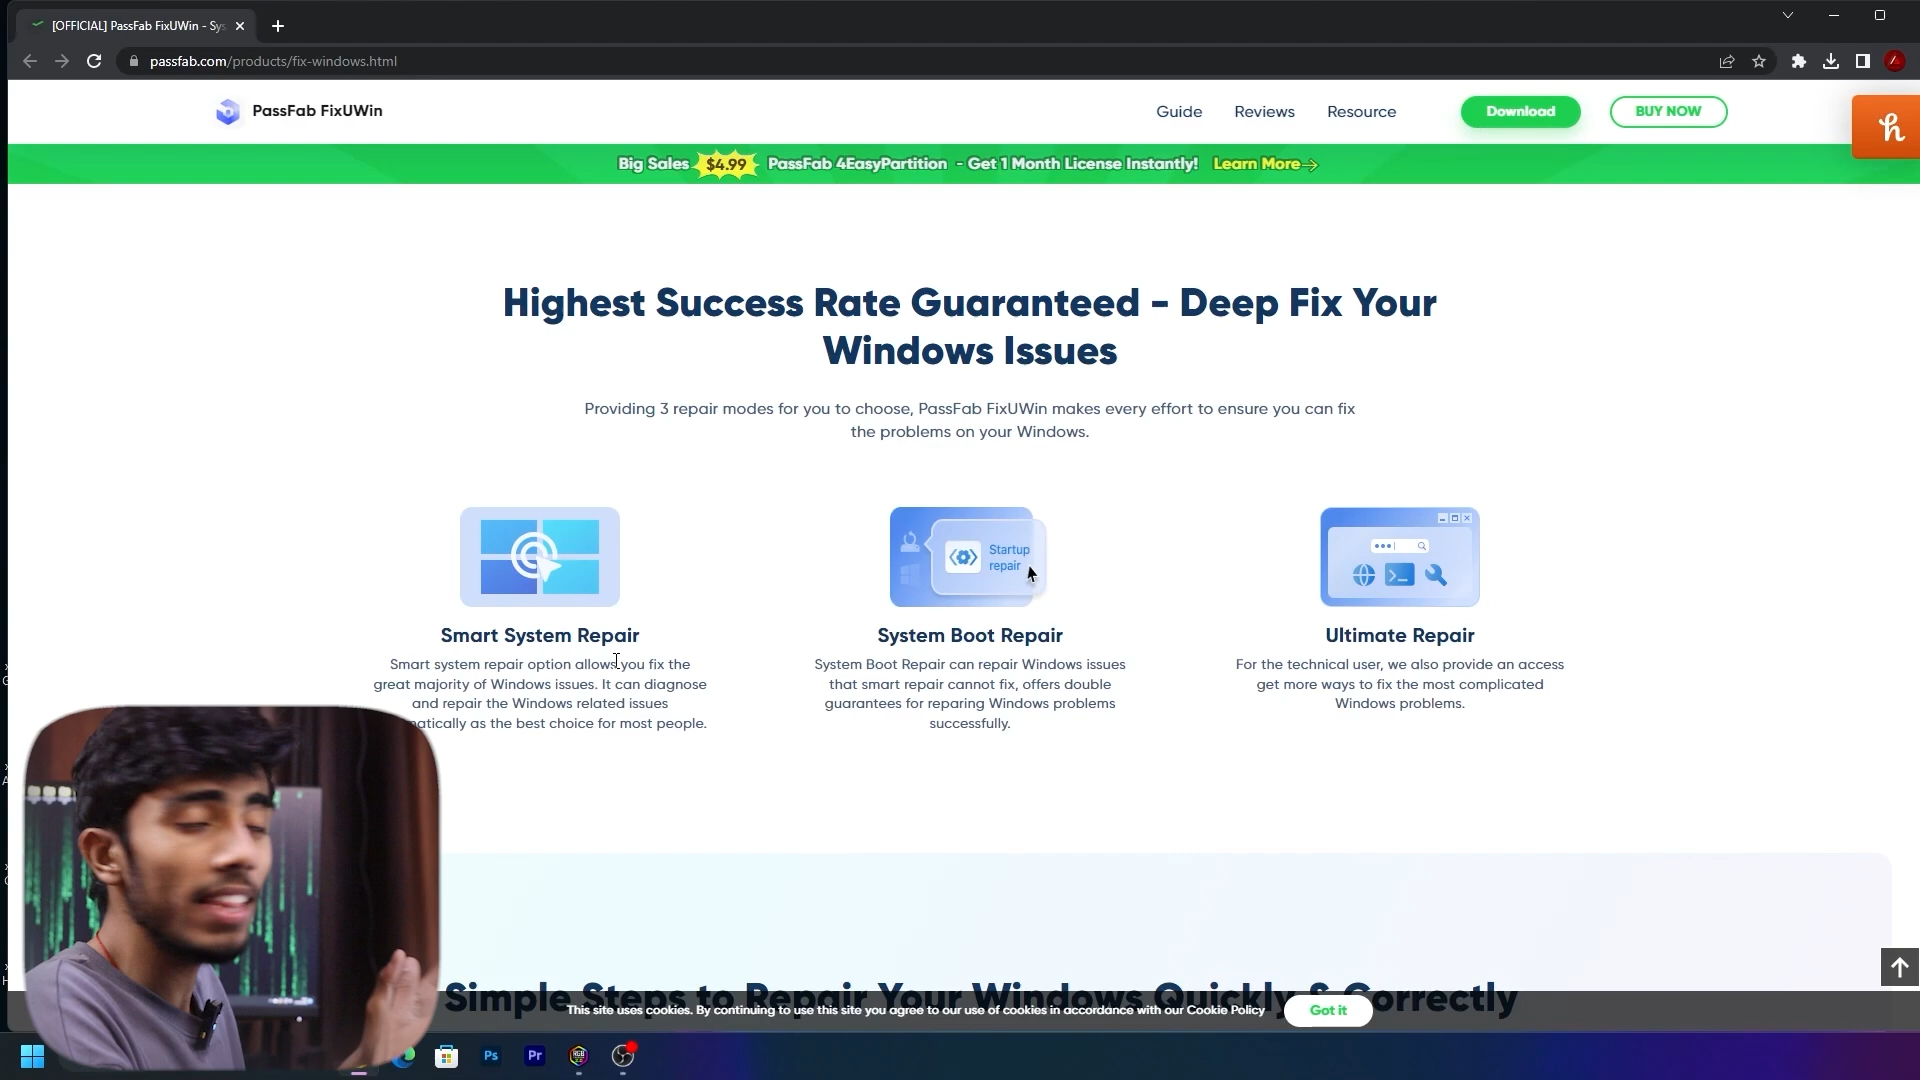 [OFFICIAL] PassFab FixUWin - Sys
passfab.com/products/fix-windows.html
PassFab FixUWin
Guide
Reviews
Resource
Download
BUY NOW
Big Sales $4.99 PassFab 4EasyPartition - Get 1 Month License Instantly! Learn More
Highest Success Rate Guaranteed - Deep Fix Your
Windows Issues
Providing 3 repair modes for you to choose, PassFab FixUWin makes every effort to ensure you can fix
the problems on your Windows.
Startup
repair
Smart System Repair
Smart system repair option allows you fix the
great majority of Windows issues. It can diagnose
and repair the Windows related issues
matically as the best choice for most people.
System Boot Repair
System Boot Repair can repair Windows issues
that smart repair cannot fix, offers double
guarantees for reparing Windows problems
successfully.
Ultimate Repair
For the technical user, we also provide an access
get more ways to fix the most complicated
Windows problems.
Simple Steps to Repair Your Windows Quickly & Correctly
This site uses cookies. By continuing to use this site you agree to our use of cookies in accordance with our Cookie Policy
Got it
Ps
Pr